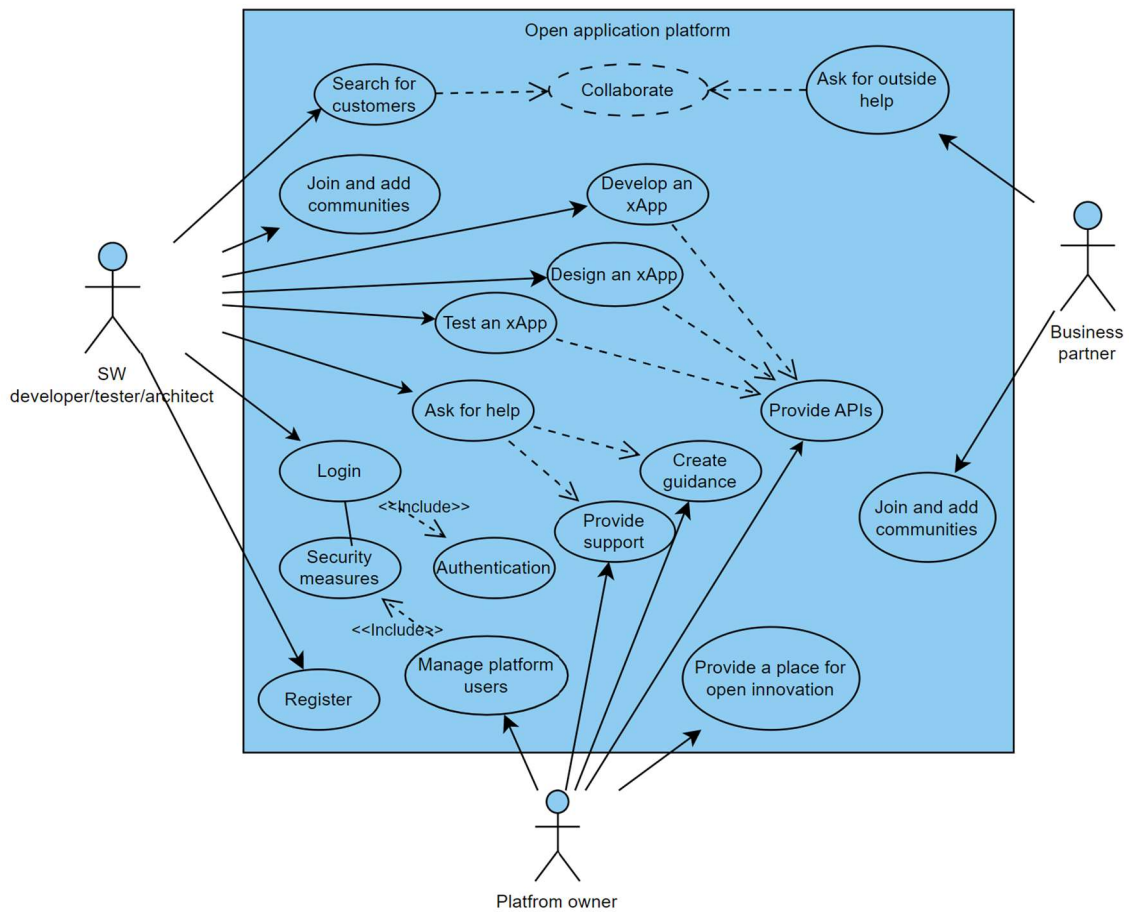 Open application platform
Search for
customers
Collaborate
Ask for outside
help
Join and add
communities
Develop an
xApp
Design an xApp
Test an xApp
SW
developer/tester/architect
Business
partner
Ask for help
Provide APIs
Login
Create
guidance
<<Include>>
Provide
support
Join and add
communities
Security
measures
Authentication
<<Include>>
Manage platform
users
Provide a place for
open innovation
Register
Platfrom owner